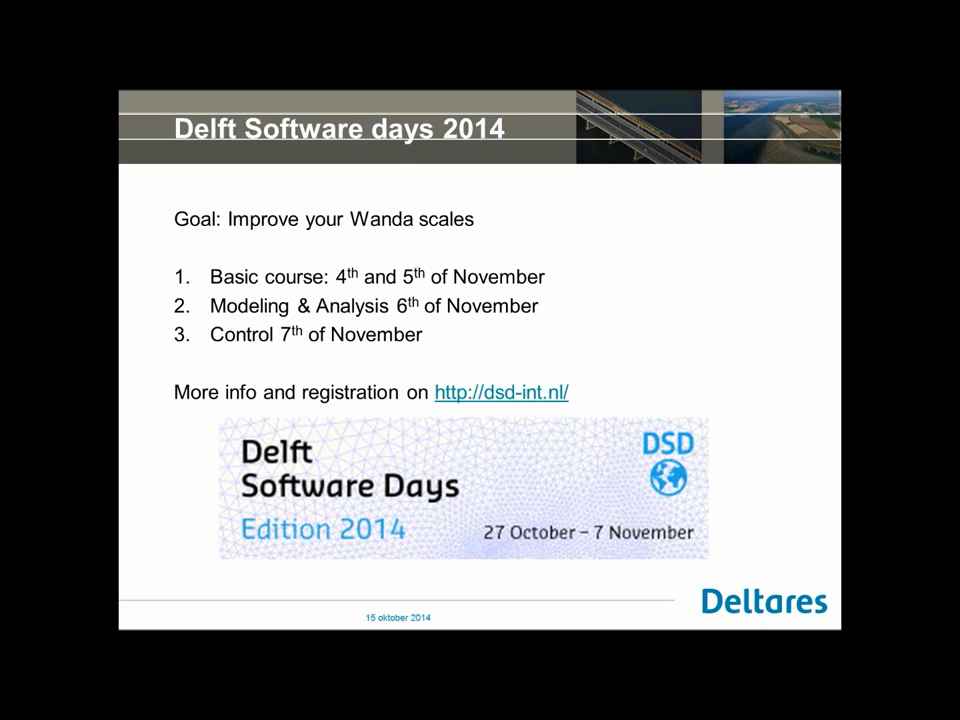 Delft Software days 2014
Goal: Improve your Wanda scales
1. Basic course: 4th and 5th of November
2. Modeling & Analysis 6th of November
3. Control 7th of November
More info and registration on http://dsd-int.nl/
Delft
Software Days
Edition 2014
DSD
27 October – 7 November
15 oktober 2014
Deltares